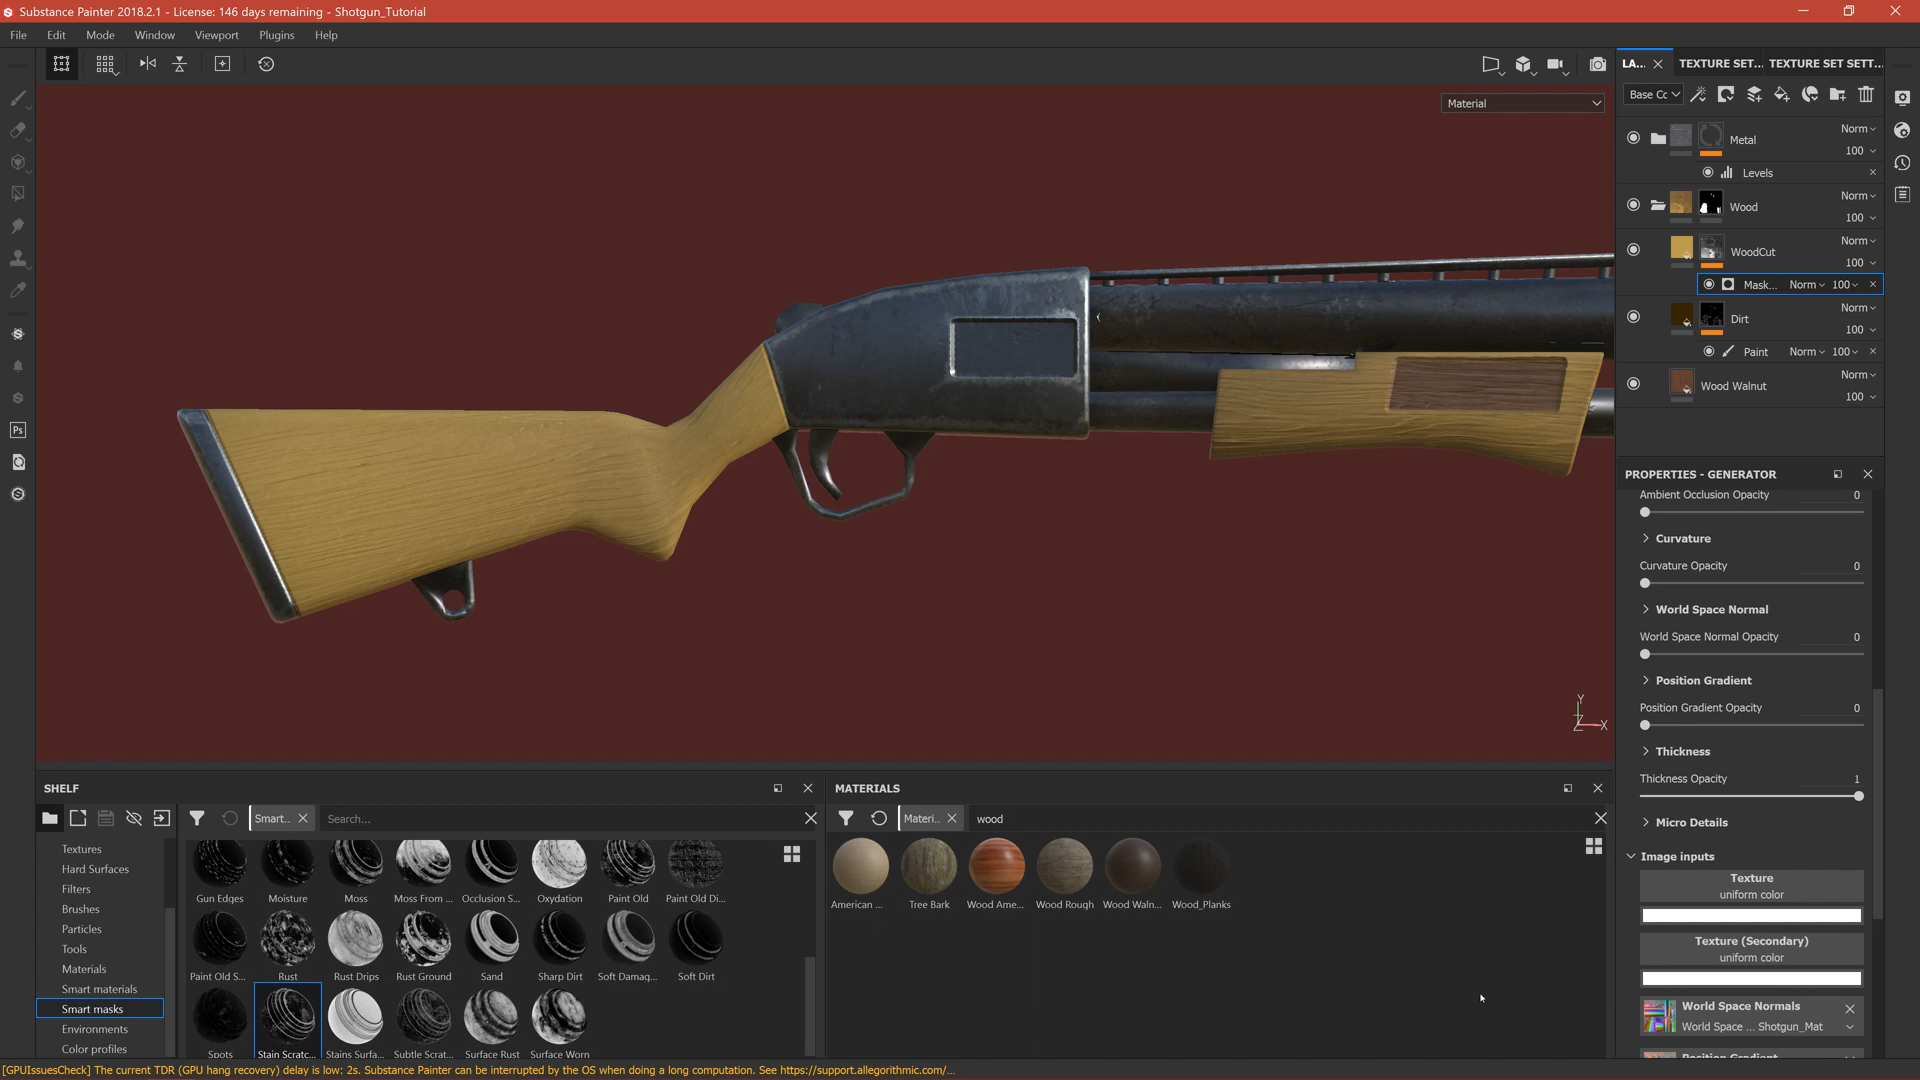 Substance Painter 2018.2.1 - License: 146 days remaining - Shotgun_Tutorial
File Edit Mode Window Viewport Plugins Help
Material
LA... TEXTURE SET... TEXTURE SET SETT...
Base Cc
Metal Norm 100
Levels
Wood Norm 100
WoodCut Norm 100
Mask... Norm 100
Dirt Norm 100
Paint Norm 100
Wood Walnut Norm 100
PROPERTIES - GENERATOR
Ambient Occlusion Opacity 0
Curvature
Curvature Opacity 0
World Space Normal
World Space Normal Opacity 0
Position Gradient
Position Gradient Opacity 0
Thickness
Thickness Opacity 1
Micro Details
Image inputs
Texture
uniform color
Texture (Secondary)
uniform color
World Space Normals
World Space ... Shotgun_Mat
Position Gradient
Ps
Y
Z X
SHELF
Smart... Search...
Textures
Hard Surfaces
Filters
Brushes
Particles
Tools
Materials
Smart materials
Smart masks
Environments
Color profiles
Gun Edges Moisture Moss Moss From ... Occlusion S... Oxydation Paint Old Paint Old Di...
Paint Old S... Rust Rust Drips Rust Ground Sand Sharp Dirt Soft Damag... Soft Dirt
Spots Stain Scratc... Stains Surfa... Subtle Scrat... Surface Rust Surface Worn
MATERIALS
Materi.. wood
American ... Tree Bark Wood Ame... Wood Rough Wood Waln... Wood_Planks
[GPUIssuesCheck] The current TDR (GPU hang recovery) delay is low: 2s. Substance Painter can be interrupted by the OS when doing a long computation. See https://support.allegorithmic.com/...